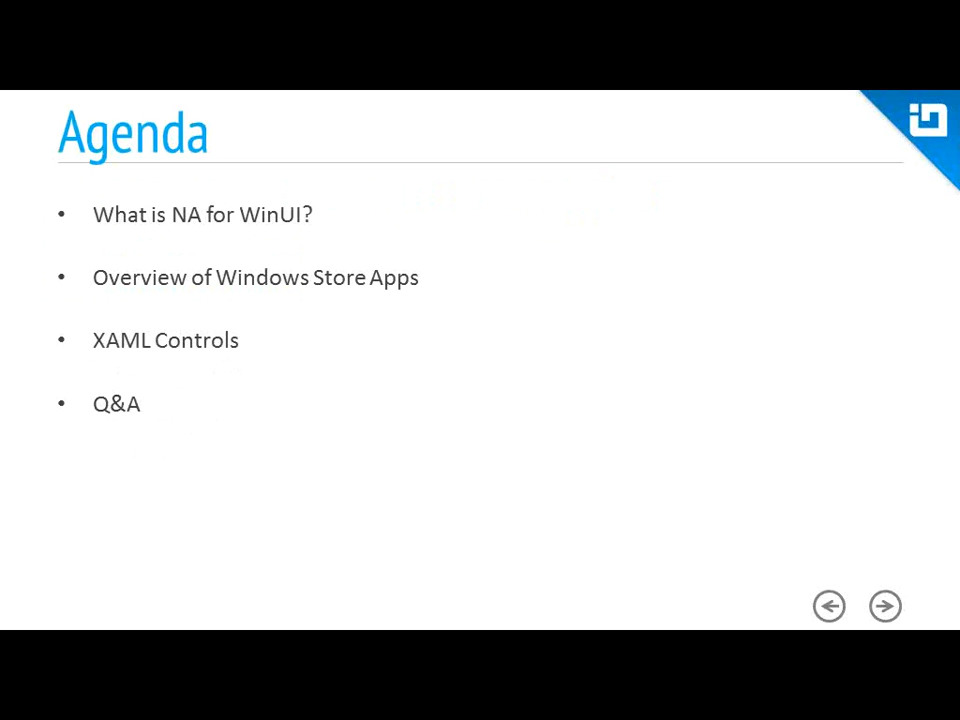 Agenda
• What is NA for WinUI?
• Overview of Windows Store Apps
• XAML Controls
• Q&A